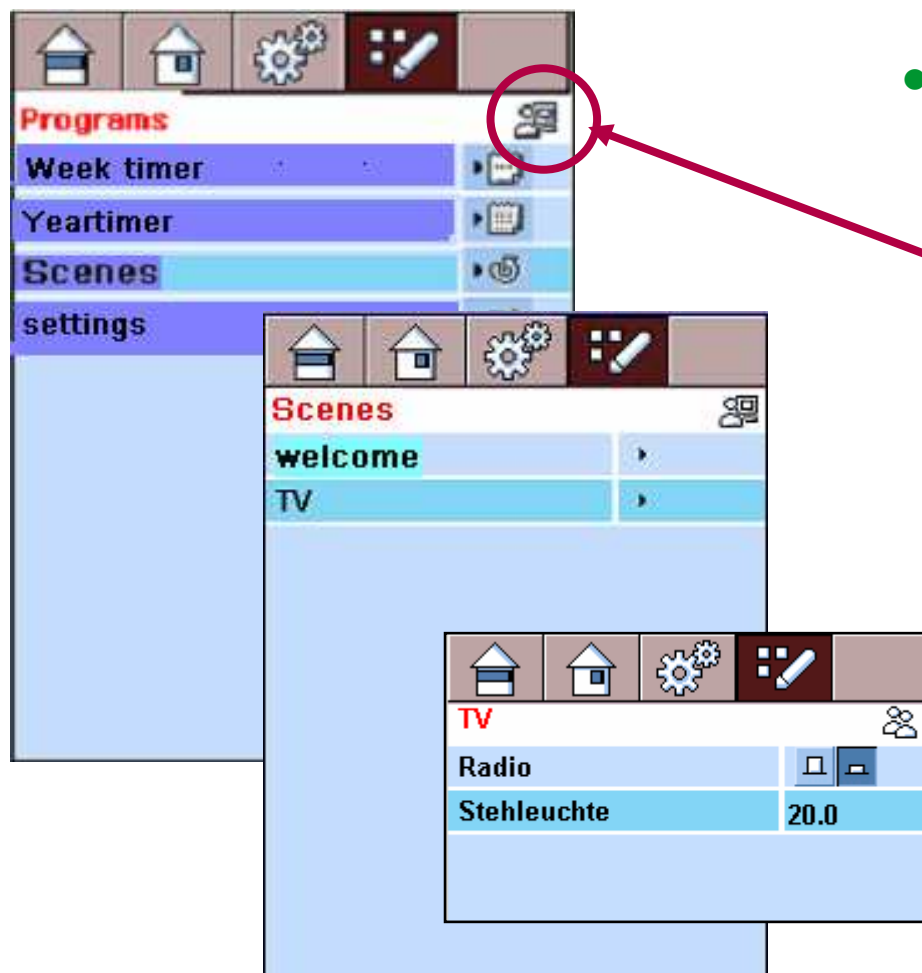 Programs
Week timer
Yeartimer
Scenes
settings
Scenes
welcome
TV
TV
Radio
Stehleuchte 20.0